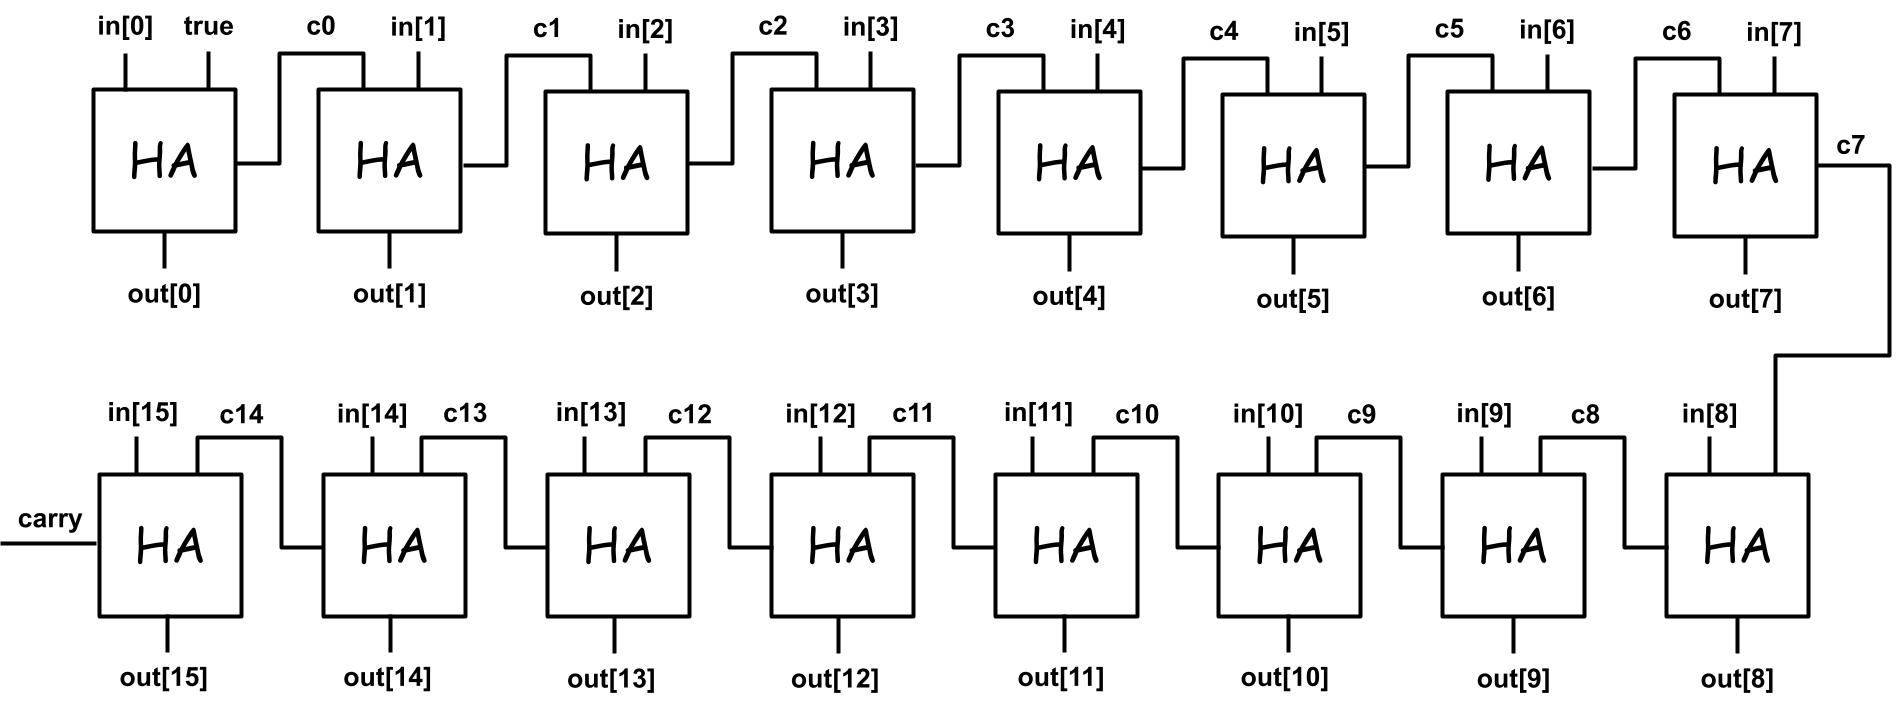 in[0] true c0 in[1] c1 in[2] c2 in[3] c3 in[4] c4 in[5] c5 in[6] c6 in[7]
HA HA HA HA HA HA HA HA c7
out[0] out[1] out[2] out[3] out[4] out[5] out[6] out[7]
in[15] c14 in[14] c13 in[13] c12 in[12] c11 in[11] c10 in[10] c9 in[9] c8 in[8]
carry HA HA HA HA HA HA HA HA
out[15] out[14] out[13] out[12] out[11] out[10] out[9] out[8]